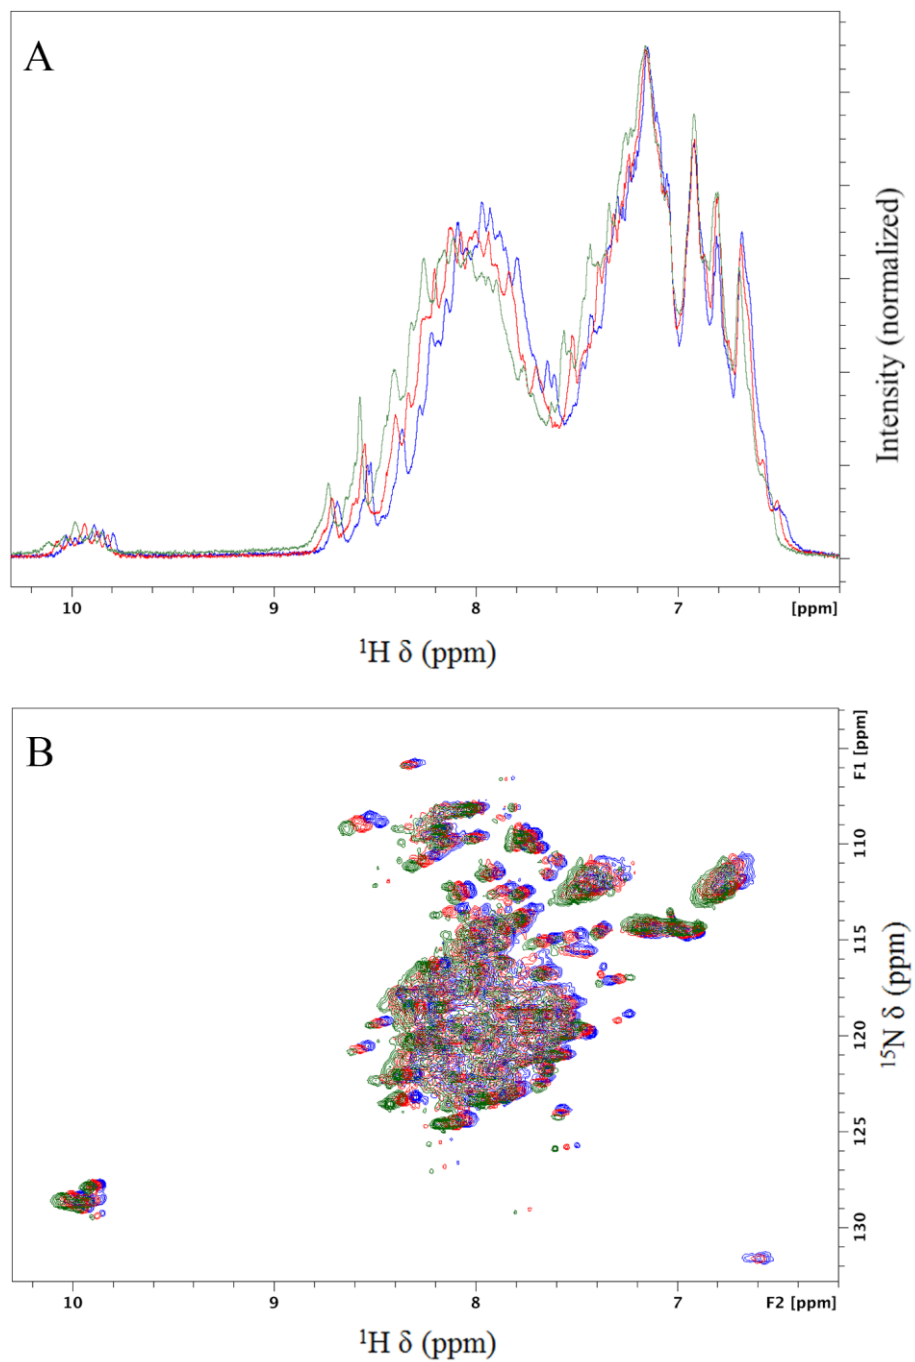 A
Intensity (normalized)
10 9 8 7 [ppm]
¹H δ (ppm)
B
F1 [ppm]
110
115
120
125
130
¹⁵N δ (ppm)
10 9 8 7 F2 [ppm]
¹H δ (ppm)